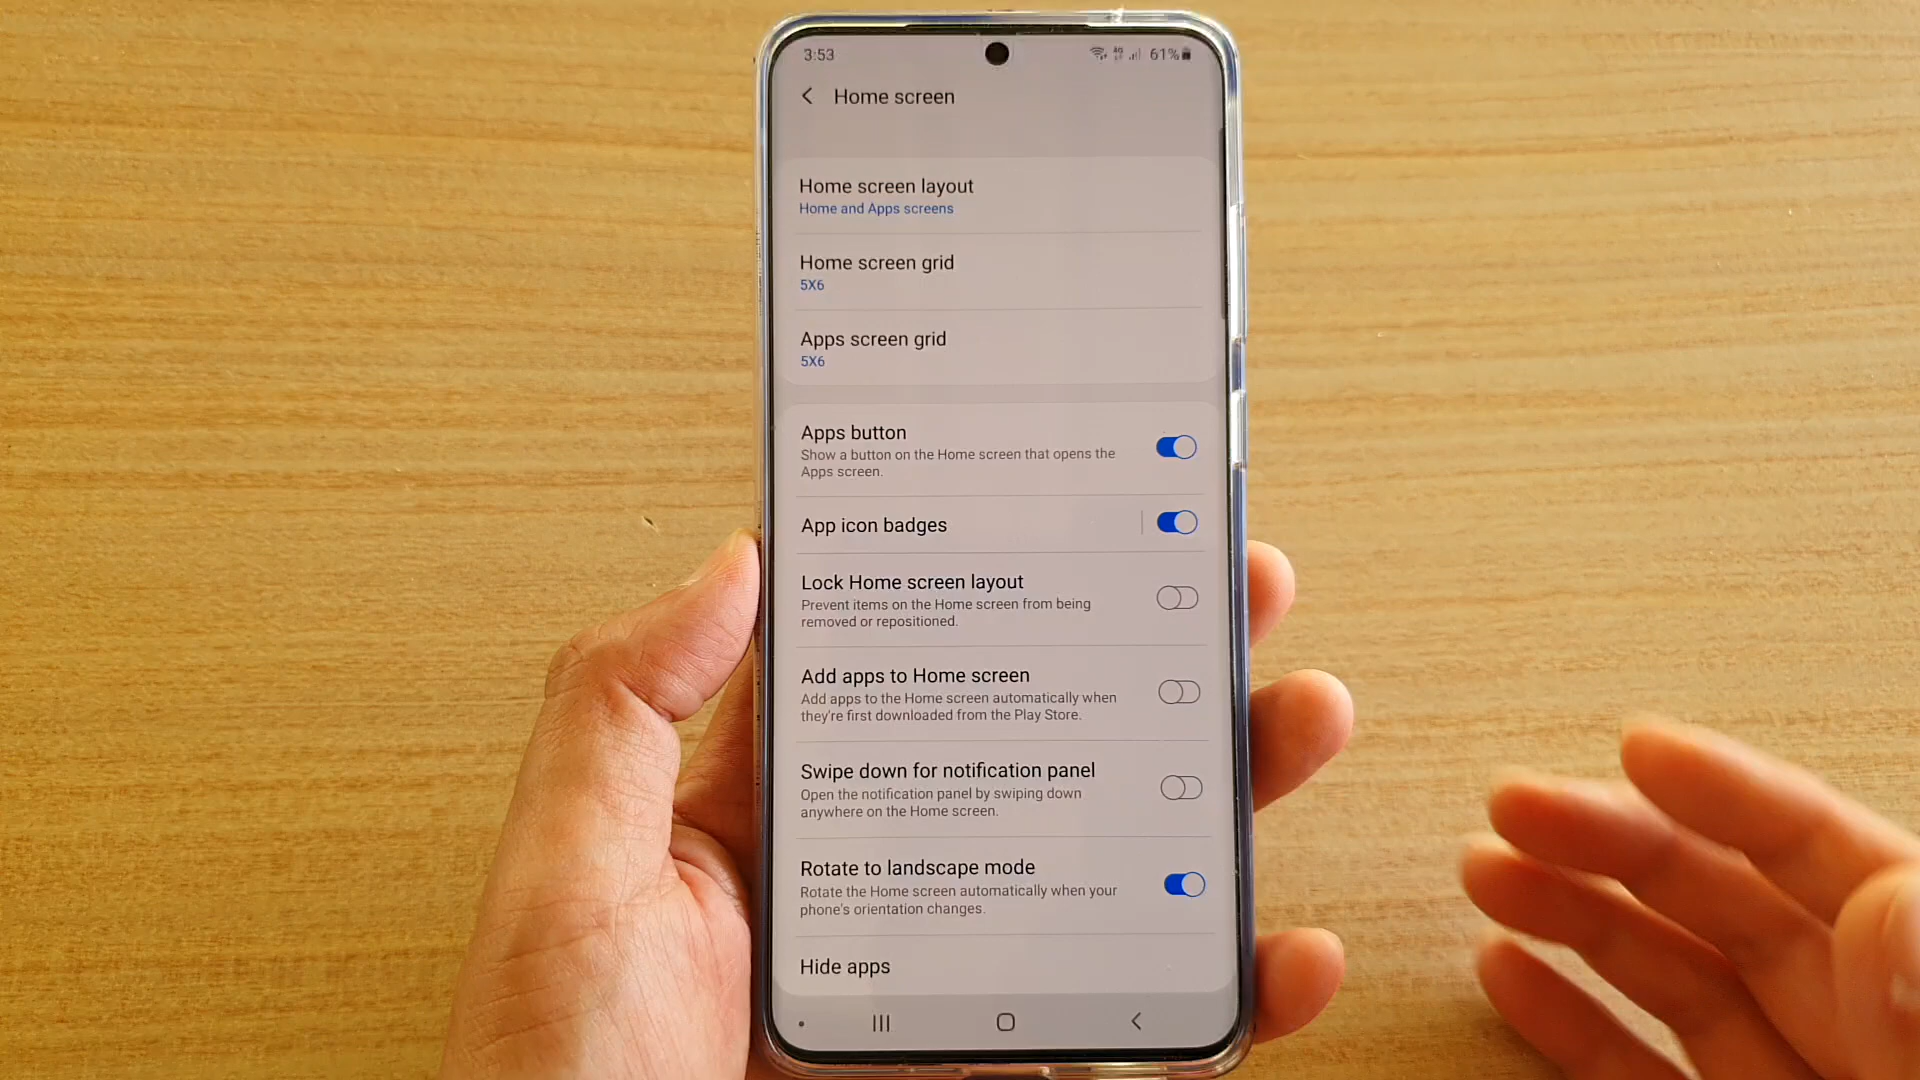 3:53
4G
61%
Home screen
Home screen layout
Home and Apps screens
Home screen grid
5X6
Apps screen grid
5X6
Apps button
Show a button on the Home screen that opens the
Apps screen.
App icon badges
Lock Home screen layout
Prevent items on the Home screen from being
removed or repositioned.
Add apps to Home screen
Add apps to the Home screen automatically when
they're first downloaded from the Play Store.
Swipe down for notification panel
Open the notification panel by swiping down
anywhere on the Home screen.
Rotate to landscape mode
Rotate the Home screen automatically when your
phone's orientation changes.
Hide apps